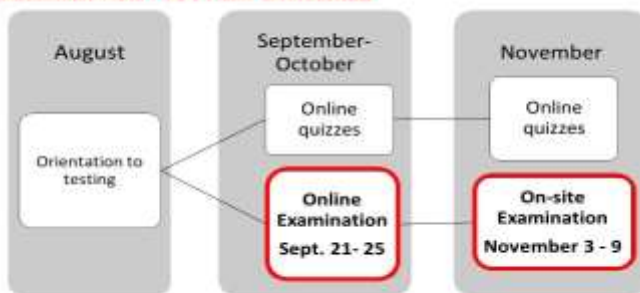 August
Orientation to
testing
September-
October
Online
quizzes
Online
Examination
Sept. 21- 25
November
Online
quizzes
On-site
Examination
November 3 - 9